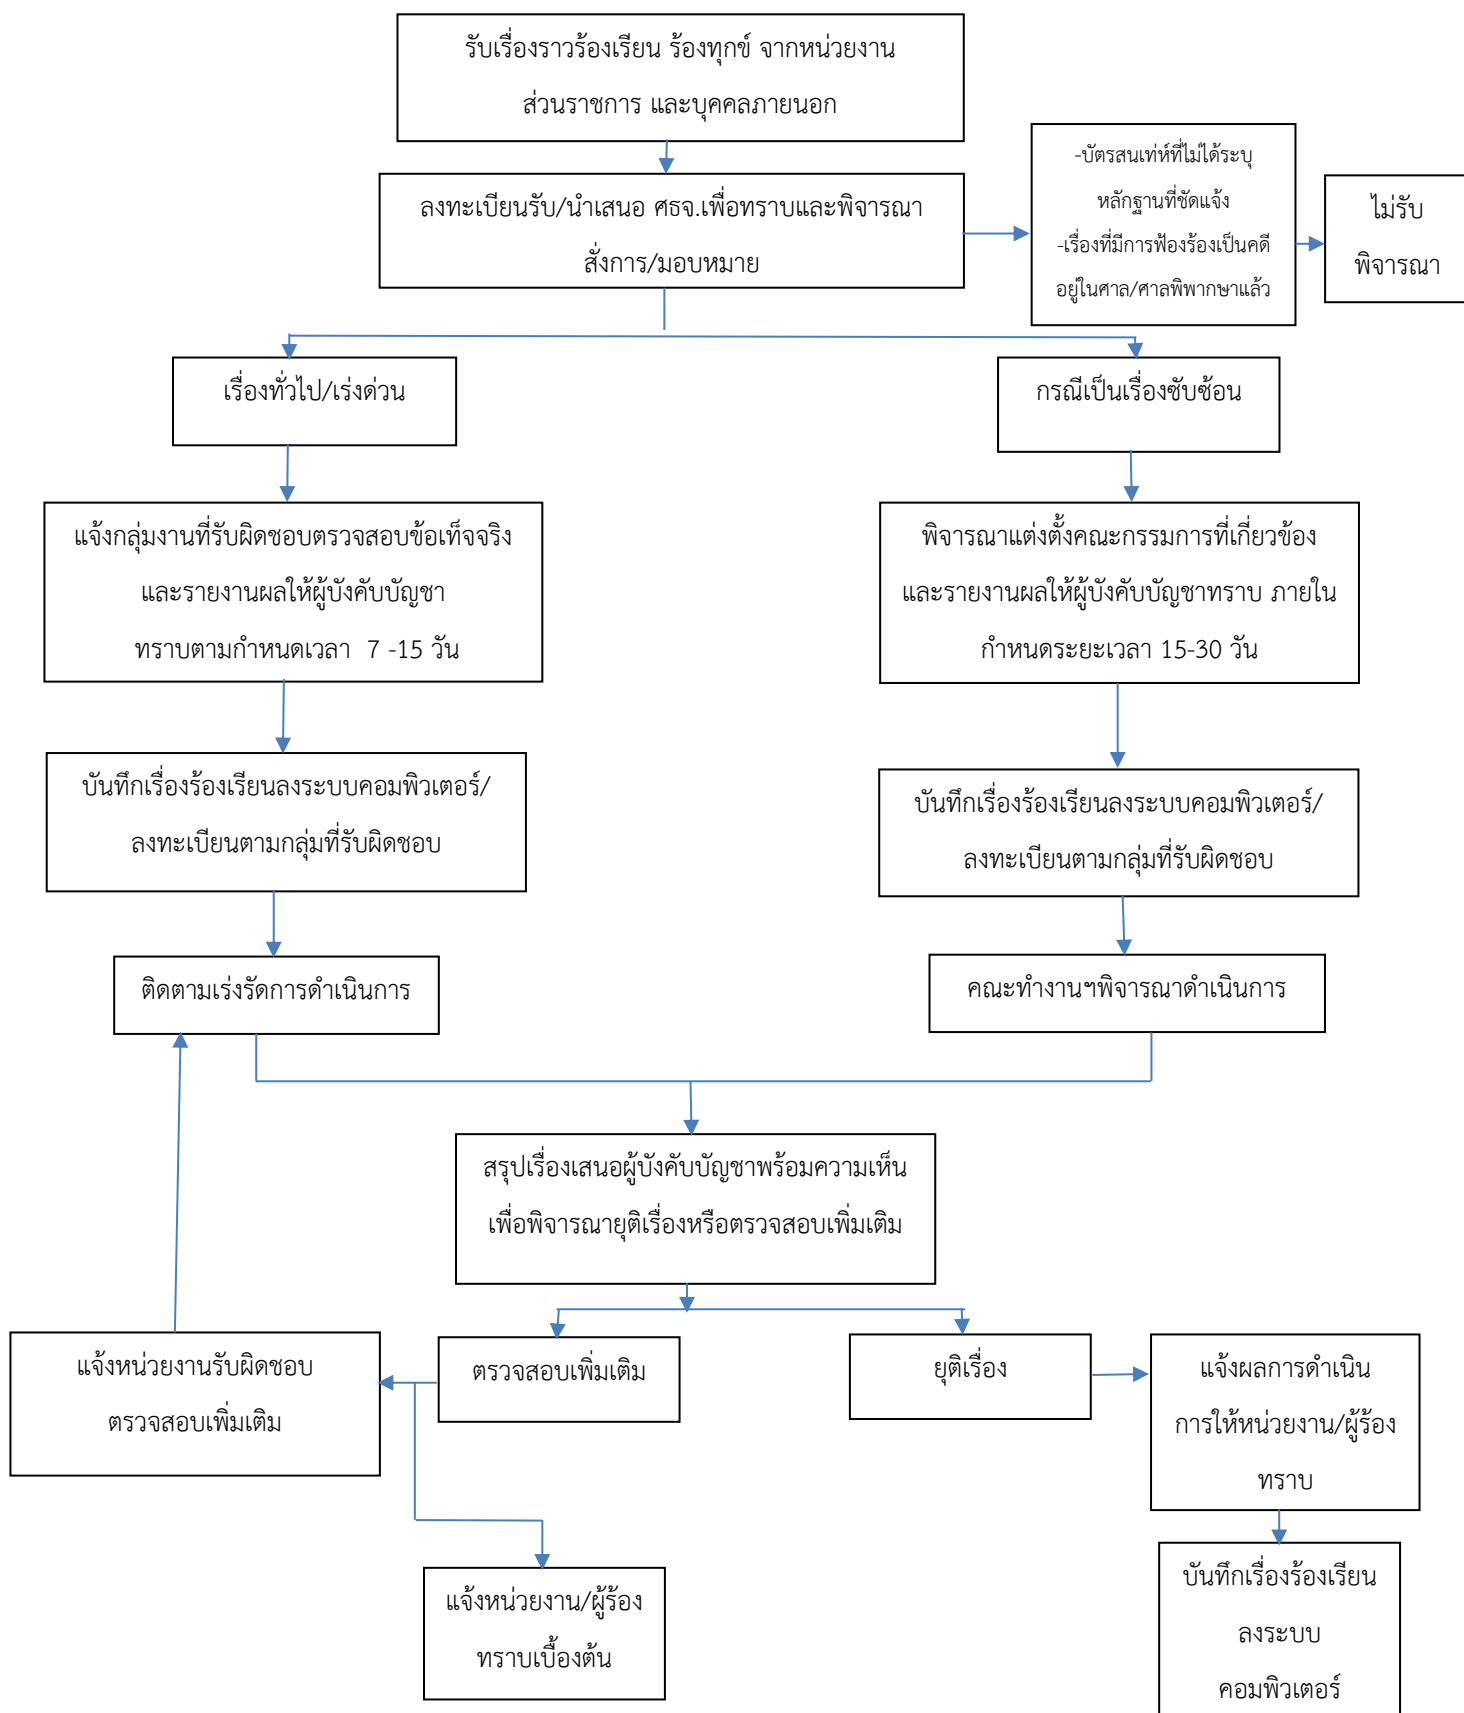 รับเรื่องราวร้องเรียน ร้องทุกข์ จากหน่วยงาน
ส่วนราชการ และบุคคลภายนอก
ลงทะเบียนรับ/นำเสนอ ศธจ.เพื่อทราบและพิจารณา
สั่งการ/มอบหมาย
-บัตรสนเท่ห์ที่ไม่ได้ระบุ
หลักฐานที่ชัดแจ้ง
-เรื่องที่มีการฟ้องร้องเป็นคดี
อยู่ในศาล/ศาลพิพากษาแล้ว
ไม่รับ
พิจารณา
เรื่องทั่วไป/เร่งด่วน
กรณีเป็นเรื่องซับซ้อน
แจ้งกลุ่มงานที่รับผิดชอบตรวจสอบข้อเท็จจริง
และรายงานผลให้ผู้บังคับบัญชา
ทราบตามกำหนดเวลา 7 -15 วัน
พิจารณาแต่งตั้งคณะกรรมการที่เกี่ยวข้อง
และรายงานผลให้ผู้บังคับบัญชาทราบ ภายใน
กำหนดระยะเวลา 15-30 วัน
บันทึกเรื่องร้องเรียนลงระบบคอมพิวเตอร์/
ลงทะเบียนตามกลุ่มที่รับผิดชอบ
บันทึกเรื่องร้องเรียนลงระบบคอมพิวเตอร์/
ลงทะเบียนตามกลุ่มที่รับผิดชอบ
ติดตามเร่งรัดการดำเนินการ
คณะทำงานฯพิจารณาดำเนินการ
สรุปเรื่องเสนอผู้บังคับบัญชาพร้อมความเห็น
เพื่อพิจารณายุติเรื่องหรือตรวจสอบเพิ่มเติม
แจ้งหน่วยงานรับผิดชอบ
ตรวจสอบเพิ่มเติม
ตรวจสอบเพิ่มเติม
ยุติเรื่อง
แจ้งผลการดำเนิน
การให้หน่วยงาน/ผู้ร้อง
ทราบ
แจ้งหน่วยงาน/ผู้ร้อง
ทราบเบื้องต้น
บันทึกเรื่องร้องเรียน
ลงระบบ
คอมพิวเตอร์